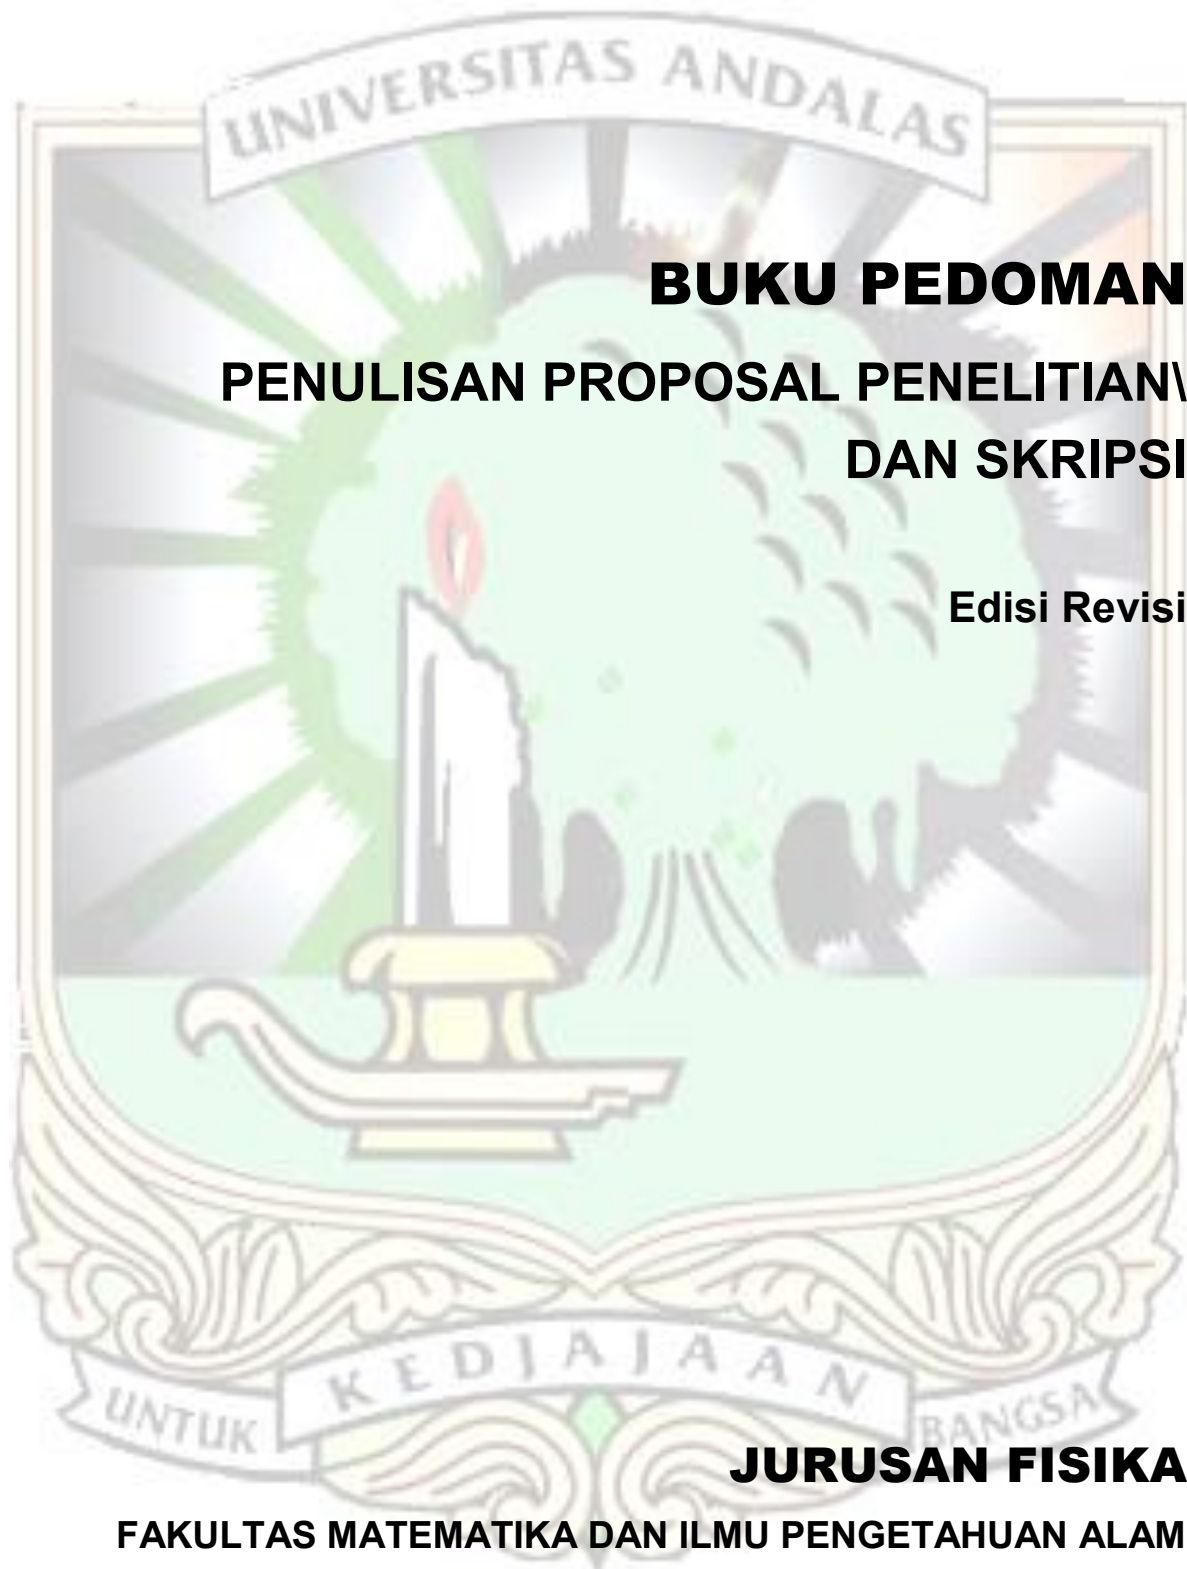 UNIVERSITAS ANDALAS
BUKU PEDOMAN
PENULISAN PROPOSAL PENELITIAN\
DAN SKRIPSI
Edisi Revisi
UNTUK KEDJAJAAN BANGSA
JURUSAN FISIKA
FAKULTAS MATEMATIKA DAN ILMU PENGETAHUAN ALAM